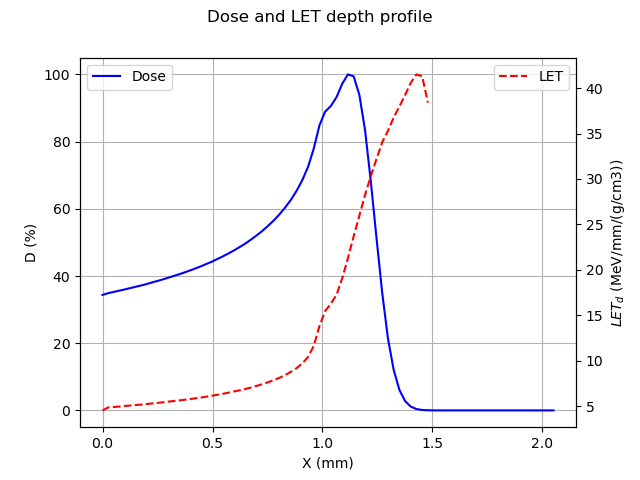 Dose and LET depth profile
Dose
LET
100
80
60
40
20
0
D (%)
40
35
30
25
20
15
10
5
LET_d (MeV/mm/(g/cm3))
0.0 0.5 1.0 1.5 2.0
X (mm)